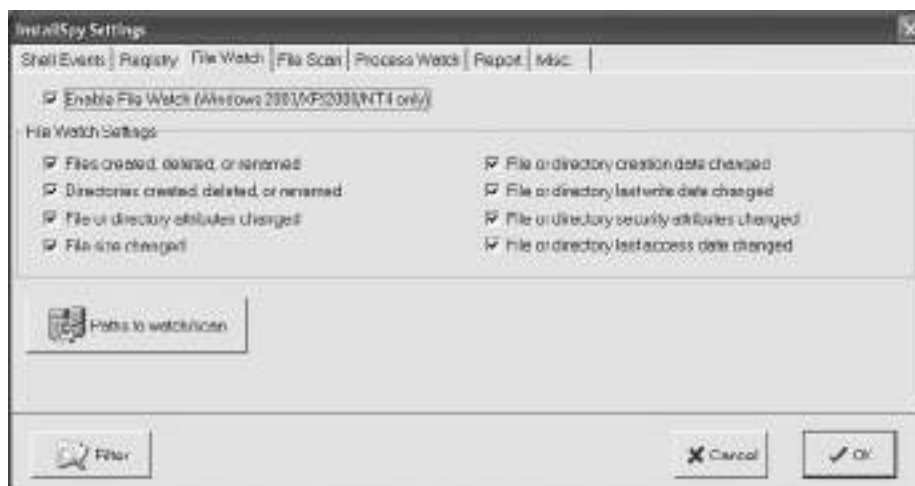 InstallSpy Settings
Shell Events Registry File Watch File Scan Process Watch Report Misc.
Enable File Watch (Windows 2003/XP/2000/NT4 only)
File Watch Settings
Files created, deleted, or renamed
Directories created, deleted, or renamed
File or directory attributes changed
File size changed
File or directory creation date changed
File or directory last write date changed
File or directory security attributes changed
File or directory last access date changed
Paths to watch/scan
Filter
Cancel
OK